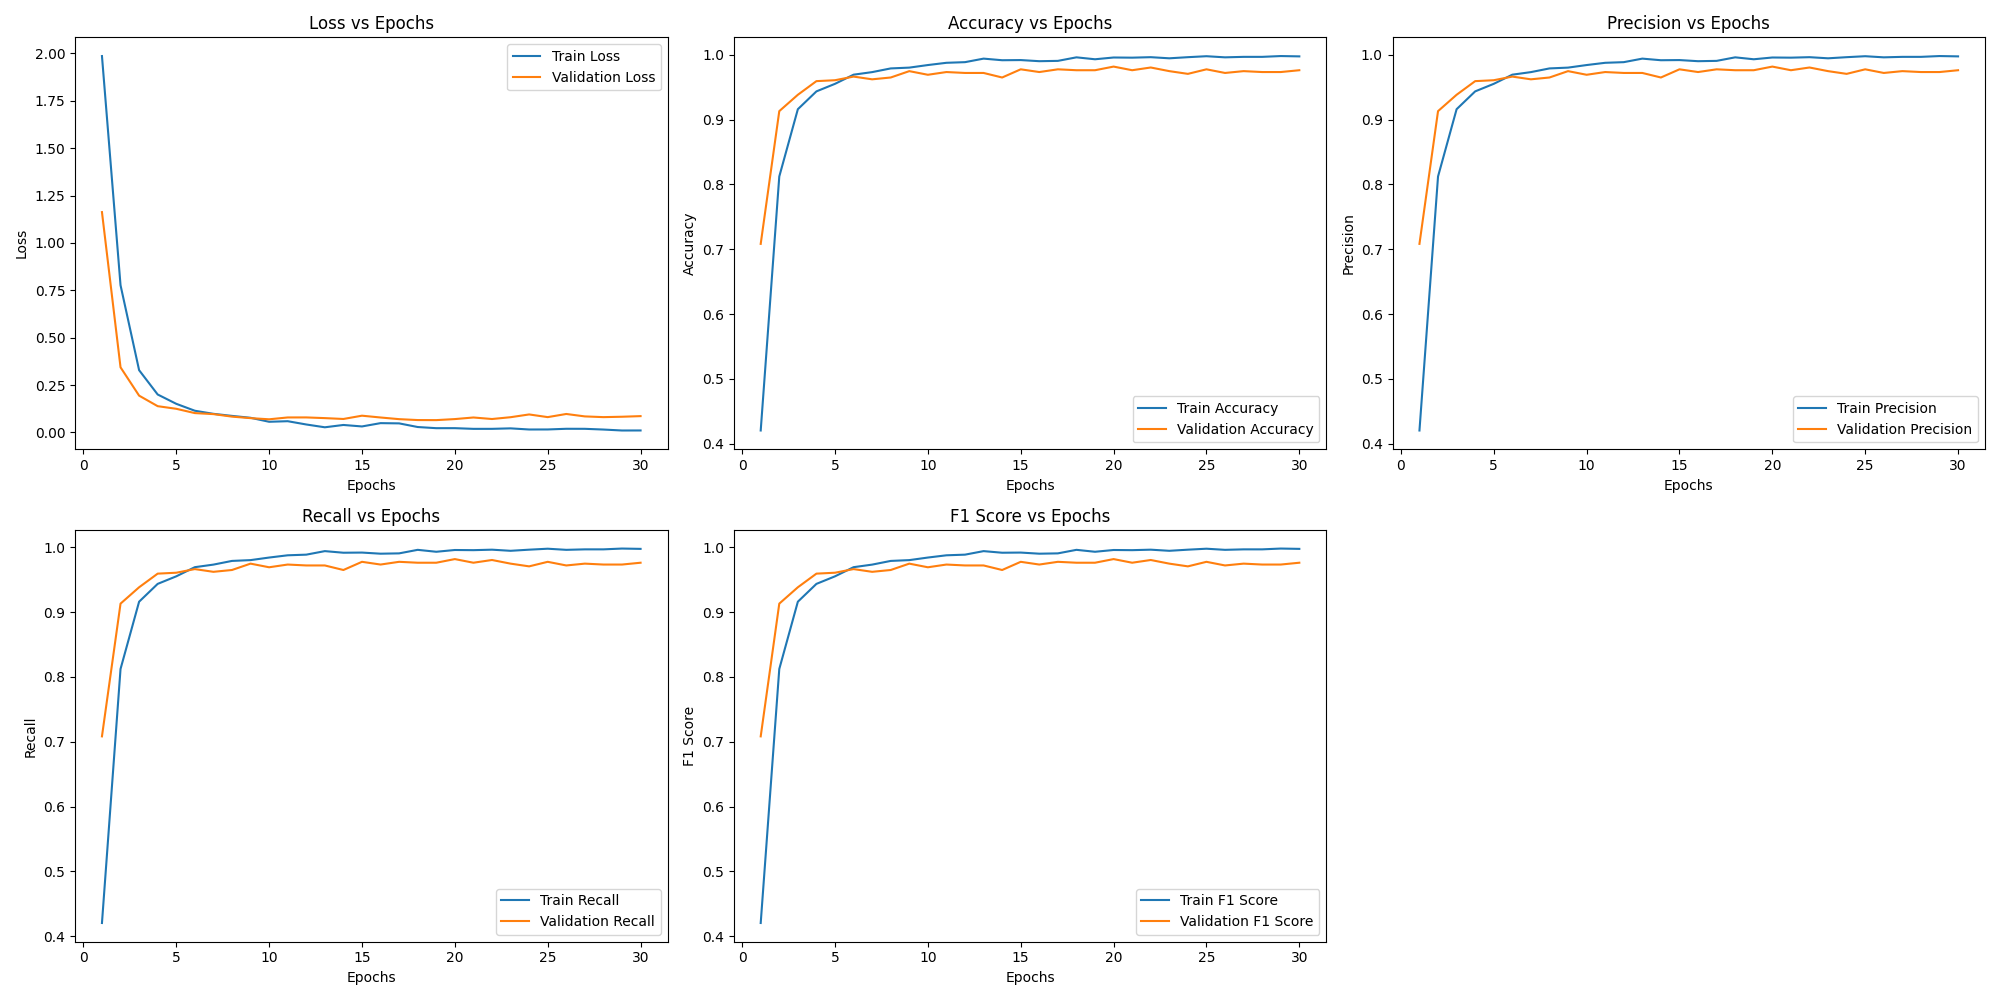 Loss vs Epochs
Train Loss
Validation Loss
2.00
1.75
1.50
1.25
1.00
0.75
0.50
0.25
0.00
Loss
0 5 10 15 20 25 30
Epochs
Accuracy vs Epochs
1.0
0.9
0.8
0.7
0.6
0.5
0.4
Accuracy
Train Accuracy
Validation Accuracy
0 5 10 15 20 25 30
Epochs
Precision vs Epochs
1.0
0.9
0.8
0.7
0.6
0.5
0.4
Precision
Train Precision
Validation Precision
0 5 10 15 20 25 30
Epochs
Recall vs Epochs
1.0
0.9
0.8
0.7
0.6
0.5
0.4
Recall
Train Recall
Validation Recall
0 5 10 15 20 25 30
Epochs
F1 Score vs Epochs
1.0
0.9
0.8
0.7
0.6
0.5
0.4
F1 Score
Train F1 Score
Validation F1 Score
0 5 10 15 20 25 30
Epochs